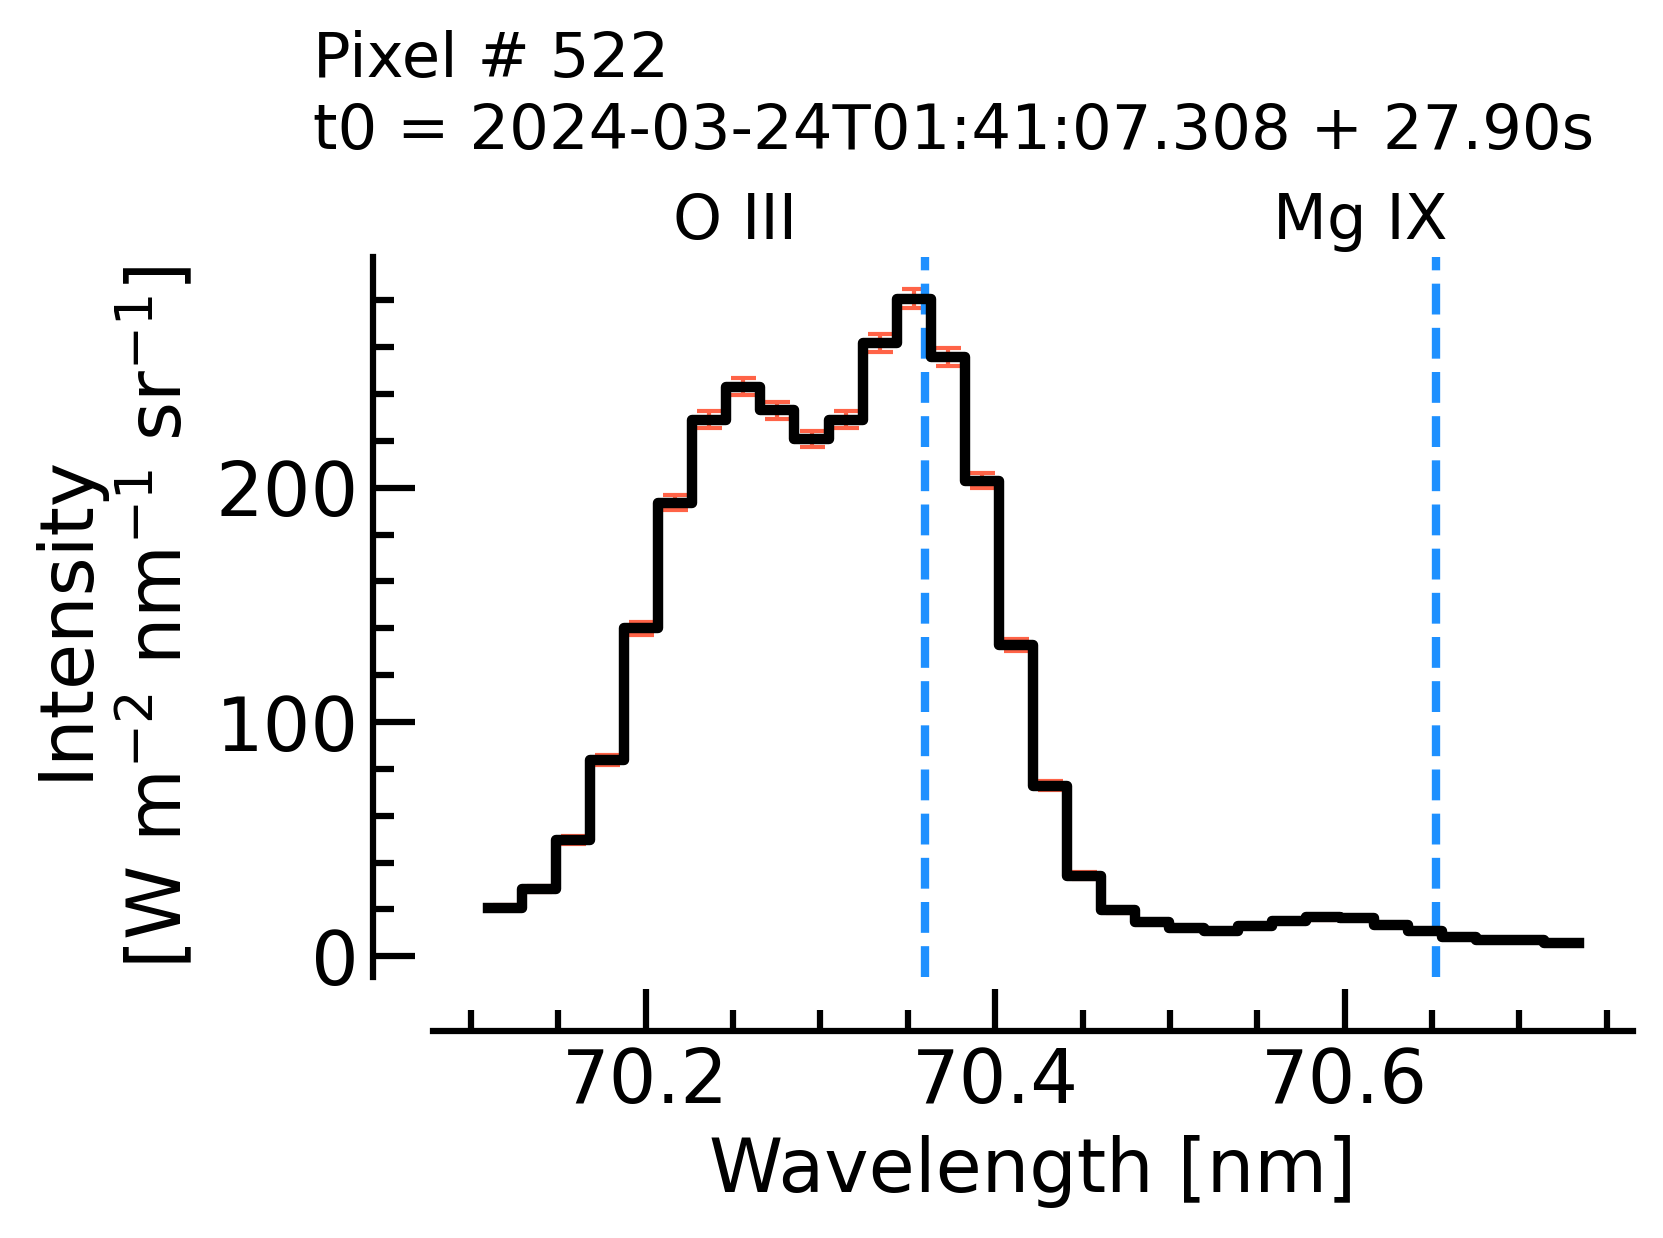 Pixel # 522
t0 = 2024-03-24T01:41:07.308 + 27.90s
O III Mg IX
Intensity
[W m⁻² nm⁻¹ sr⁻¹]
200
100
0
70.2 70.4 70.6
Wavelength [nm]